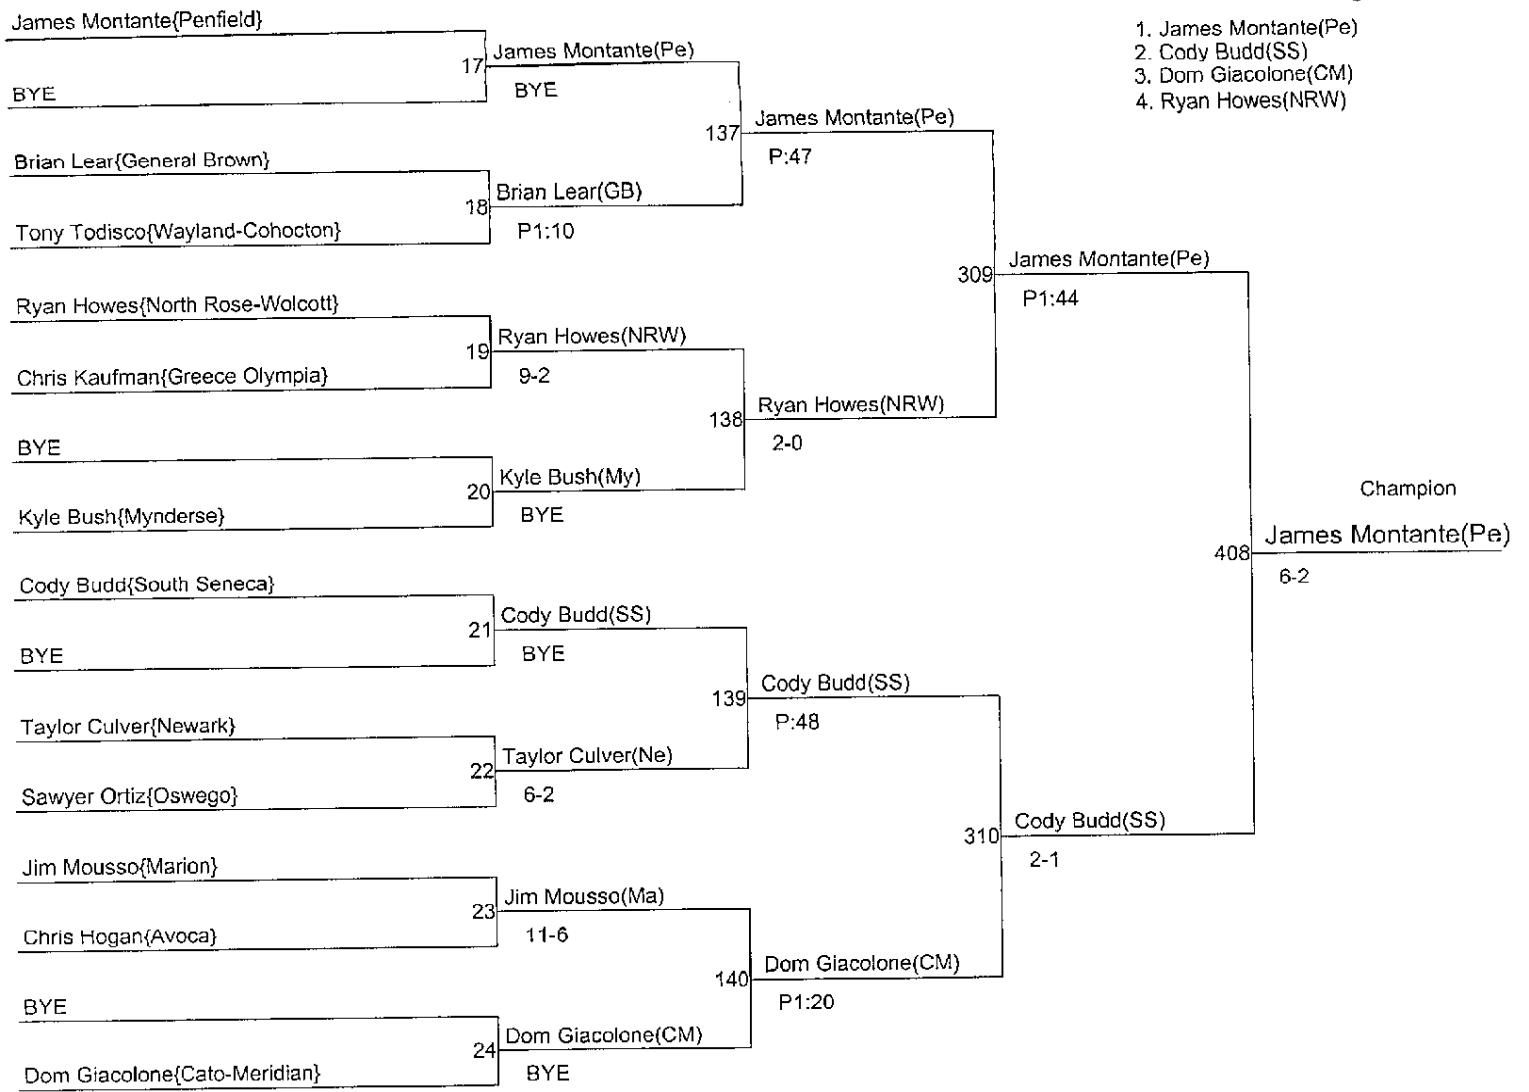 James Montante{Penfield}
BYE
Brian Lear{General Brown}
Tony Todisco{Wayland-Cohocton}
Ryan Howes{North Rose-Wolcott}
Chris Kaufman{Greece Olympia}
BYE
Kyle Bush{Mynderse}
Cody Budd{South Seneca}
BYE
Taylor Culver{Newark}
Sawyer Ortiz{Oswego}
Jim Mousso{Marion}
Chris Hogan{Avoca}
BYE
Dom Giacolone{Cato-Meridian}
17 James Montante(Pe)
BYE
18 Brian Lear(GB)
P1:10
19 Ryan Howes(NRW)
9-2
20 Kyle Bush(My)
BYE
21 Cody Budd(SS)
BYE
22 Taylor Culver(Ne)
6-2
23 Jim Mousso(Ma)
11-6
24 Dom Giacolone(CM)
BYE
137 James Montante(Pe)
P:47
138 Ryan Howes(NRW)
2-0
139 Cody Budd(SS)
P:48
140 Dom Giacolone(CM)
P1:20
309 James Montante(Pe)
P1:44
310 Cody Budd(SS)
2-1
Champion
408 James Montante(Pe)
6-2
1. James Montante(Pe)
2. Cody Budd(SS)
3. Dom Giacolone(CM)
4. Ryan Howes(NRW)